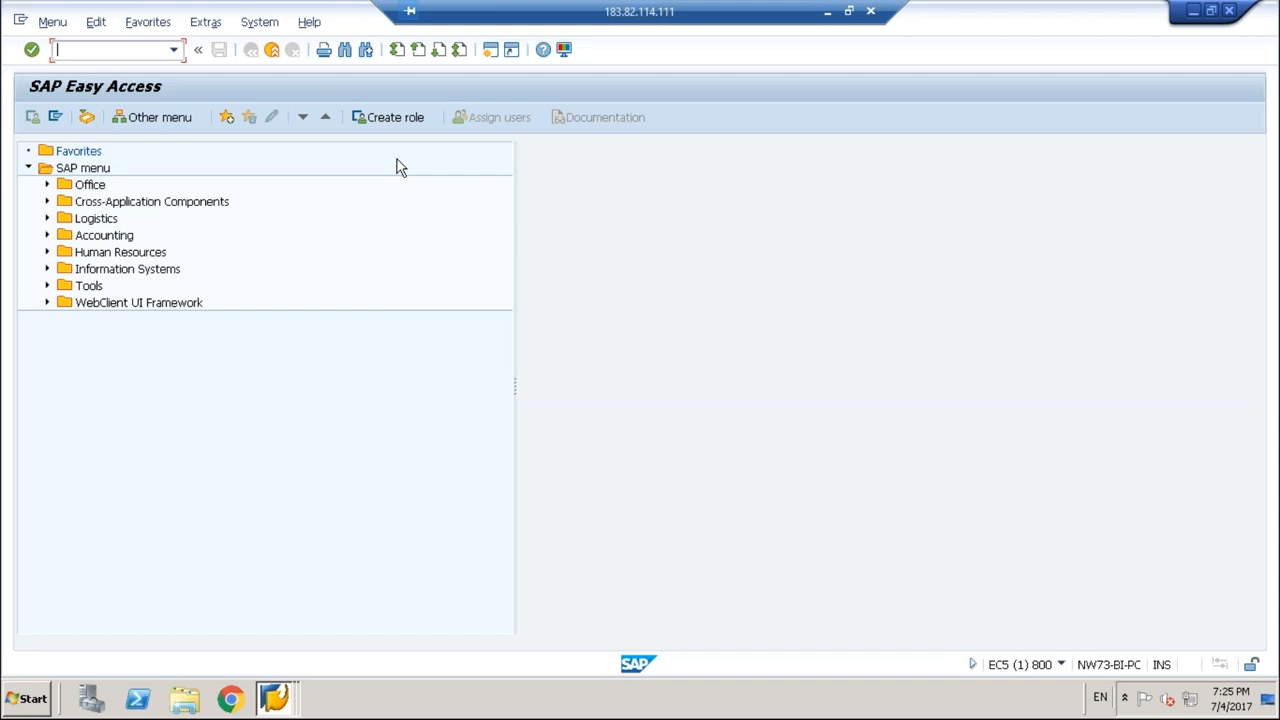 183.82.114.111
Menu Edit Favorites Extras System Help
SAP Easy Access
Other menu Create role Assign users Documentation
Favorites
SAP menu
Office
Cross-Application Components
Logistics
Accounting
Human Resources
Information Systems
Tools
WebClient UI Framework
SAP
EC5 (1) 800 NW73-BI-PC INS
Start EN 7:25 PM
7/4/2017